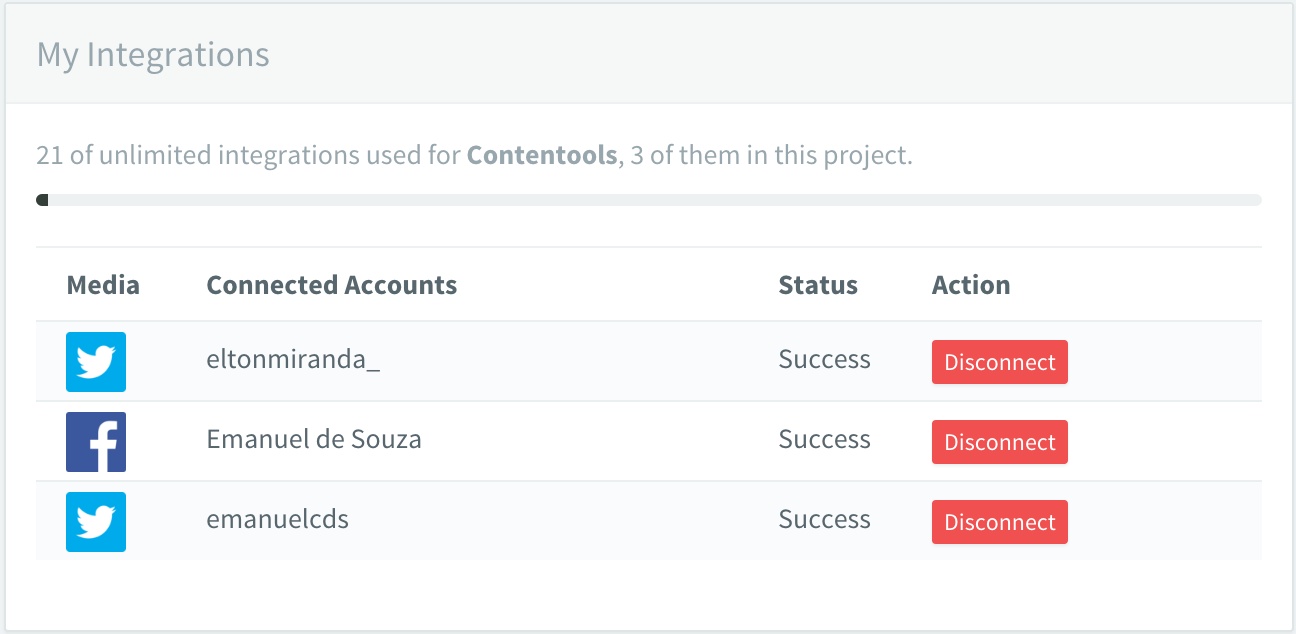 My Integrations
21 of unlimited integrations used for Contentools, 3 of them in this project.
Media Connected Accounts Status Action
eltonmiranda_ Success Disconnect
Emanuel de Souza Success Disconnect
emanuelcds Success Disconnect